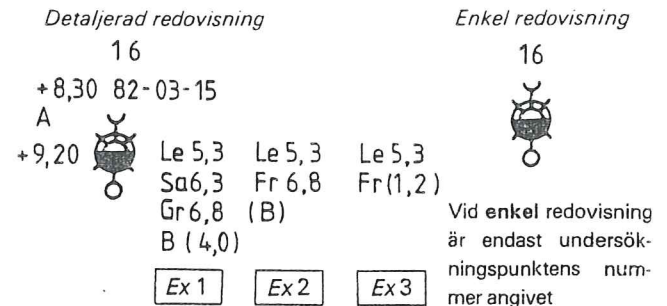 Detaljerad redovisning
16
+8,30 82-03-15
A
+9,20
Le 5,3
Sa 6,3
Gr 6,8
B (4,0)
Ex 1
Le 5,3
Fr 6,8
(B)
Ex 2
Le 5,3
Fr (1,2)
Ex 3
Enkel redovisning
16
Vid enkel redovisning
är endast undersök-
ningspunktens num-
mer angivet